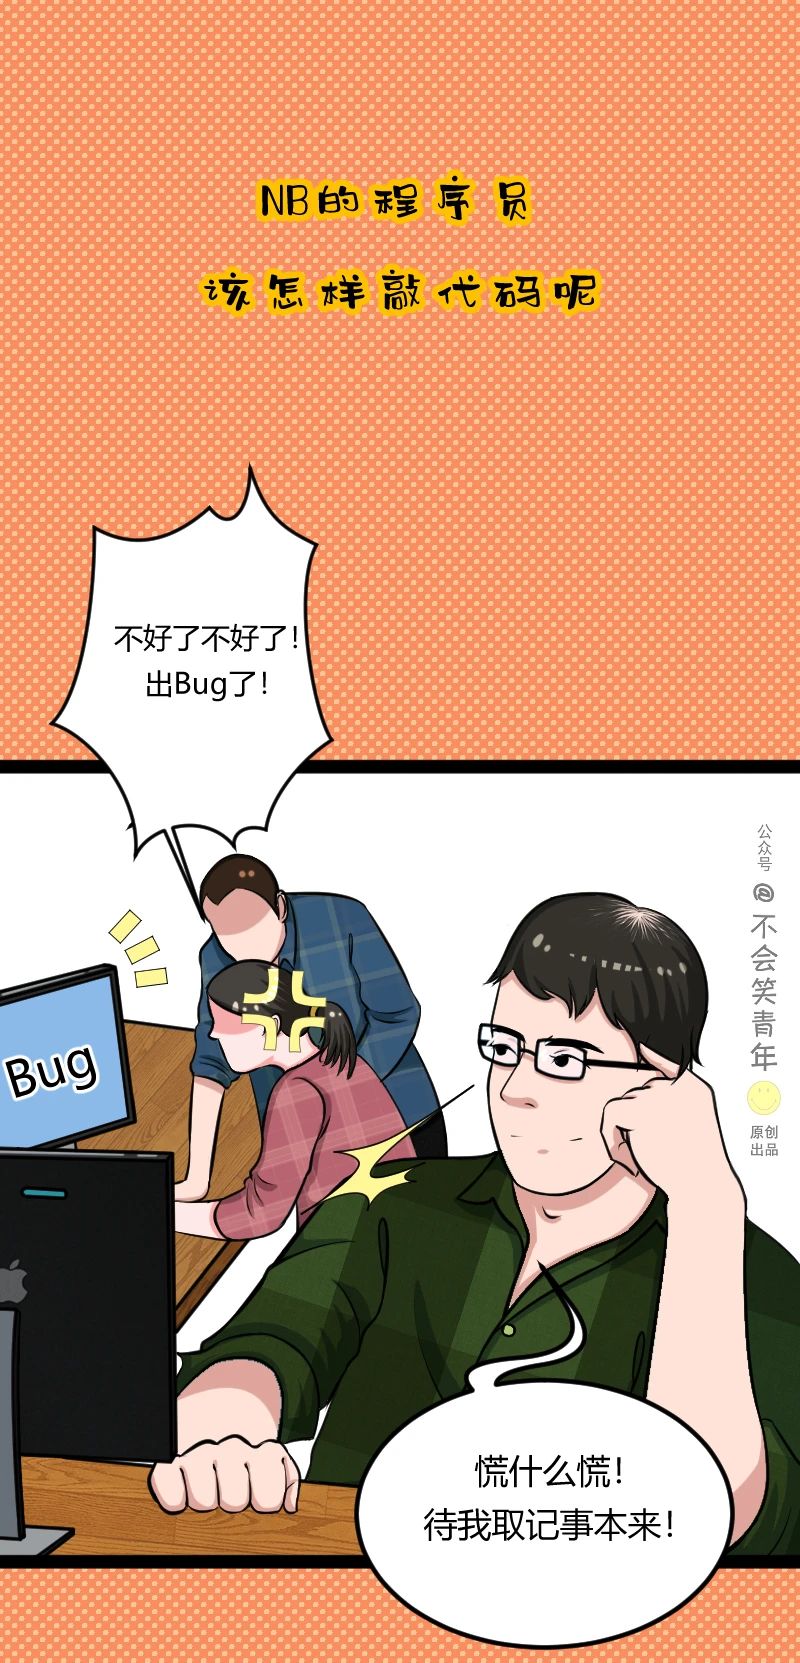 NB的程序员
该怎样敲代码呢
不好了不好了！
出Bug了！
公众号
@不会笑青年
原创
出品
Bug
慌什么慌！
待我取记事本来！